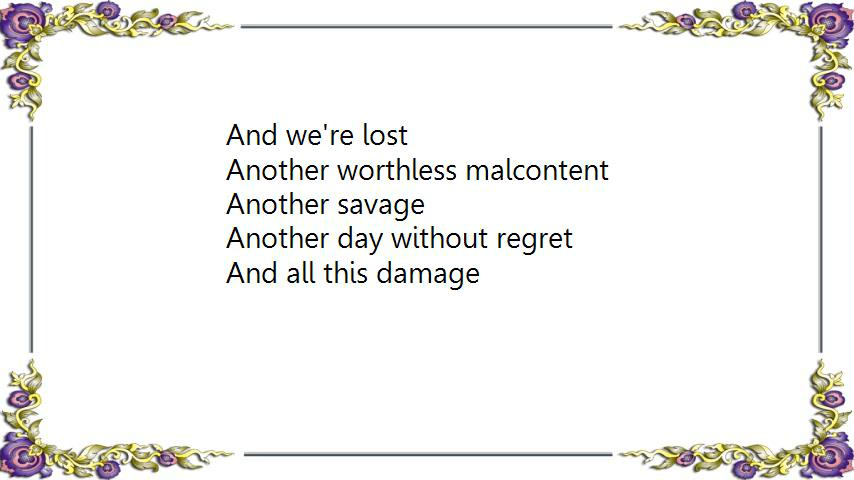 And we're lost
Another worthless malcontent
Another savage
Another day without regret
And all this damage